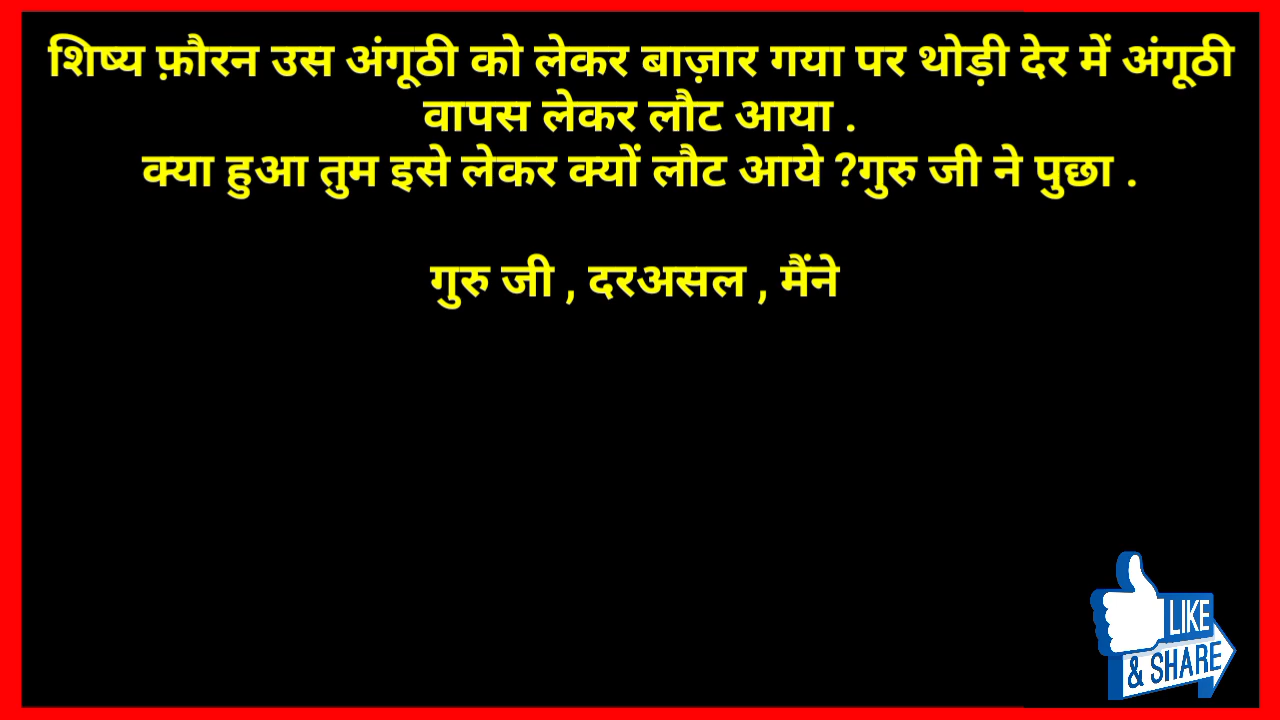 शिष्य फ़ौरन उस अंगूठी को लेकर बाज़ार गया पर थोड़ी देर में अंगूठी
वापस लेकर लौट आया .
क्या हुआ तुम इसे लेकर क्यों लौट आये ?गुरु जी ने पुछा .
गुरु जी , दरअसल , मैंने
LIKE
& SHARE